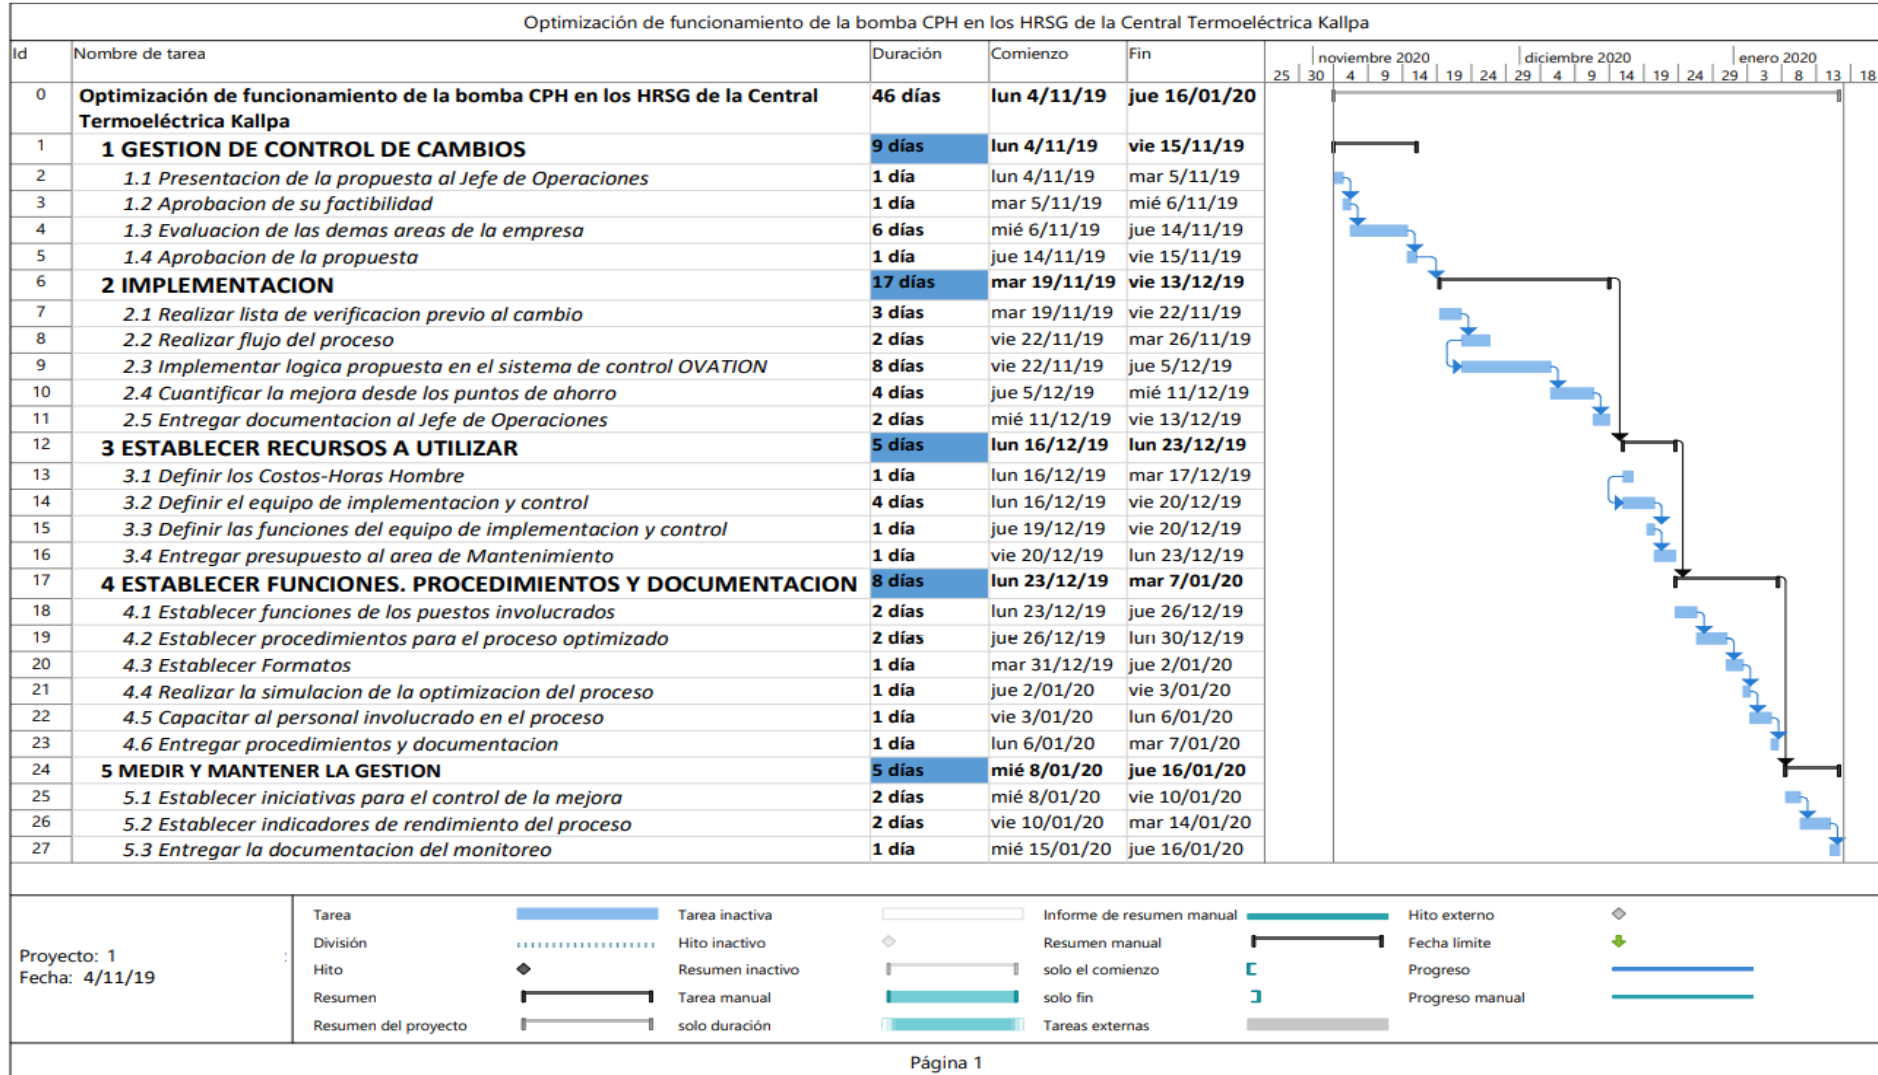 Optimización de funcionamiento de la bomba CPH en los HRSG de la Central Termoeléctrica Kallpa
Id Nombre de tarea Duración Comienzo Fin
noviembre 2020 diciembre 2020 enero 2020
25 30 4 9 14 19 24 29 4 9 14 19 24 29 3 8 13 18
0 Optimización de funcionamiento de la bomba CPH en los HRSG de la Central 46 días lun 4/11/19 jue 16/01/20
Termoeléctrica Kallpa
1 1 GESTION DE CONTROL DE CAMBIOS 9 días lun 4/11/19 vie 15/11/19
2 1.1 Presentacion de la propuesta al Jefe de Operaciones 1 día lun 4/11/19 mar 5/11/19
3 1.2 Aprobacion de su factibilidad 1 día mar 5/11/19 mié 6/11/19
4 1.3 Evaluacion de las demas areas de la empresa 6 días mié 6/11/19 jue 14/11/19
5 1.4 Aprobacion de la propuesta 1 día jue 14/11/19 vie 15/11/19
6 2 IMPLEMENTACION 17 días mar 19/11/19 vie 13/12/19
7 2.1 Realizar lista de verificacion previo al cambio 3 días mar 19/11/19 vie 22/11/19
8 2.2 Realizar flujo del proceso 2 días vie 22/11/19 mar 26/11/19
9 2.3 Implementar logica propuesta en el sistema de control OVATION 8 días vie 22/11/19 jue 5/12/19
10 2.4 Cuantificar la mejora desde los puntos de ahorro 4 días jue 5/12/19 mié 11/12/19
11 2.5 Entregar documentacion al Jefe de Operaciones 2 días mié 11/12/19 vie 13/12/19
12 3 ESTABLECER RECURSOS A UTILIZAR 5 días lun 16/12/19 lun 23/12/19
13 3.1 Definir los Costos-Horas Hombre 1 día lun 16/12/19 mar 17/12/19
14 3.2 Definir el equipo de implementacion y control 4 días lun 16/12/19 vie 20/12/19
15 3.3 Definir las funciones del equipo de implementacion y control 1 día jue 19/12/19 vie 20/12/19
16 3.4 Entregar presupuesto al area de Mantenimiento 1 día vie 20/12/19 lun 23/12/19
17 4 ESTABLECER FUNCIONES. PROCEDIMIENTOS Y DOCUMENTACION 8 días lun 23/12/19 mar 7/01/20
18 4.1 Establecer funciones de los puestos involucrados 2 días lun 23/12/19 jue 26/12/19
19 4.2 Establecer procedimientos para el proceso optimizado 2 días jue 26/12/19 lun 30/12/19
20 4.3 Establecer Formatos 1 día mar 31/12/19 jue 2/01/20
21 4.4 Realizar la simulacion de la optimizacion del proceso 1 día jue 2/01/20 vie 3/01/20
22 4.5 Capacitar al personal involucrado en el proceso 1 día vie 3/01/20 lun 6/01/20
23 4.6 Entregar procedimientos y documentacion 1 día lun 6/01/20 mar 7/01/20
24 5 MEDIR Y MANTENER LA GESTION 5 días mié 8/01/20 jue 16/01/20
25 5.1 Establecer iniciativas para el control de la mejora 2 días mié 8/01/20 vie 10/01/20
26 5.2 Establecer indicadores de rendimiento del proceso 2 días vie 10/01/20 mar 14/01/20
27 5.3 Entregar la documentacion del monitoreo 1 día mié 15/01/20 jue 16/01/20
Proyecto: 1 :
Fecha: 4/11/19
Tarea Tarea inactiva Informe de resumen manual Hito externo
División Hito inactivo Resumen manual Fecha límite
Hito Resumen inactivo solo el comienzo Progreso
Resumen Tarea manual solo fin Progreso manual
Resumen del proyecto solo duración Tareas externas
Página 1